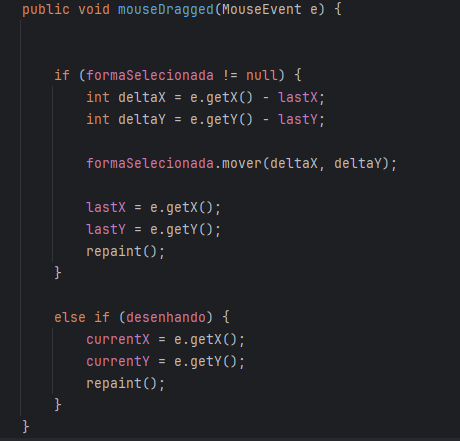 public void mouseDragged(MouseEvent e) {
if (formaSelecionada != null) {
int deltaX = e.getX() - lastX;
int deltaY = e.getY() - lastY;
formaSelecionada.mover(deltaX, deltaY);
lastX = e.getX();
lastY = e.getY();
repaint();
}
else if (desenhando) {
currentX = e.getX();
currentY = e.getY();
repaint();
}
}